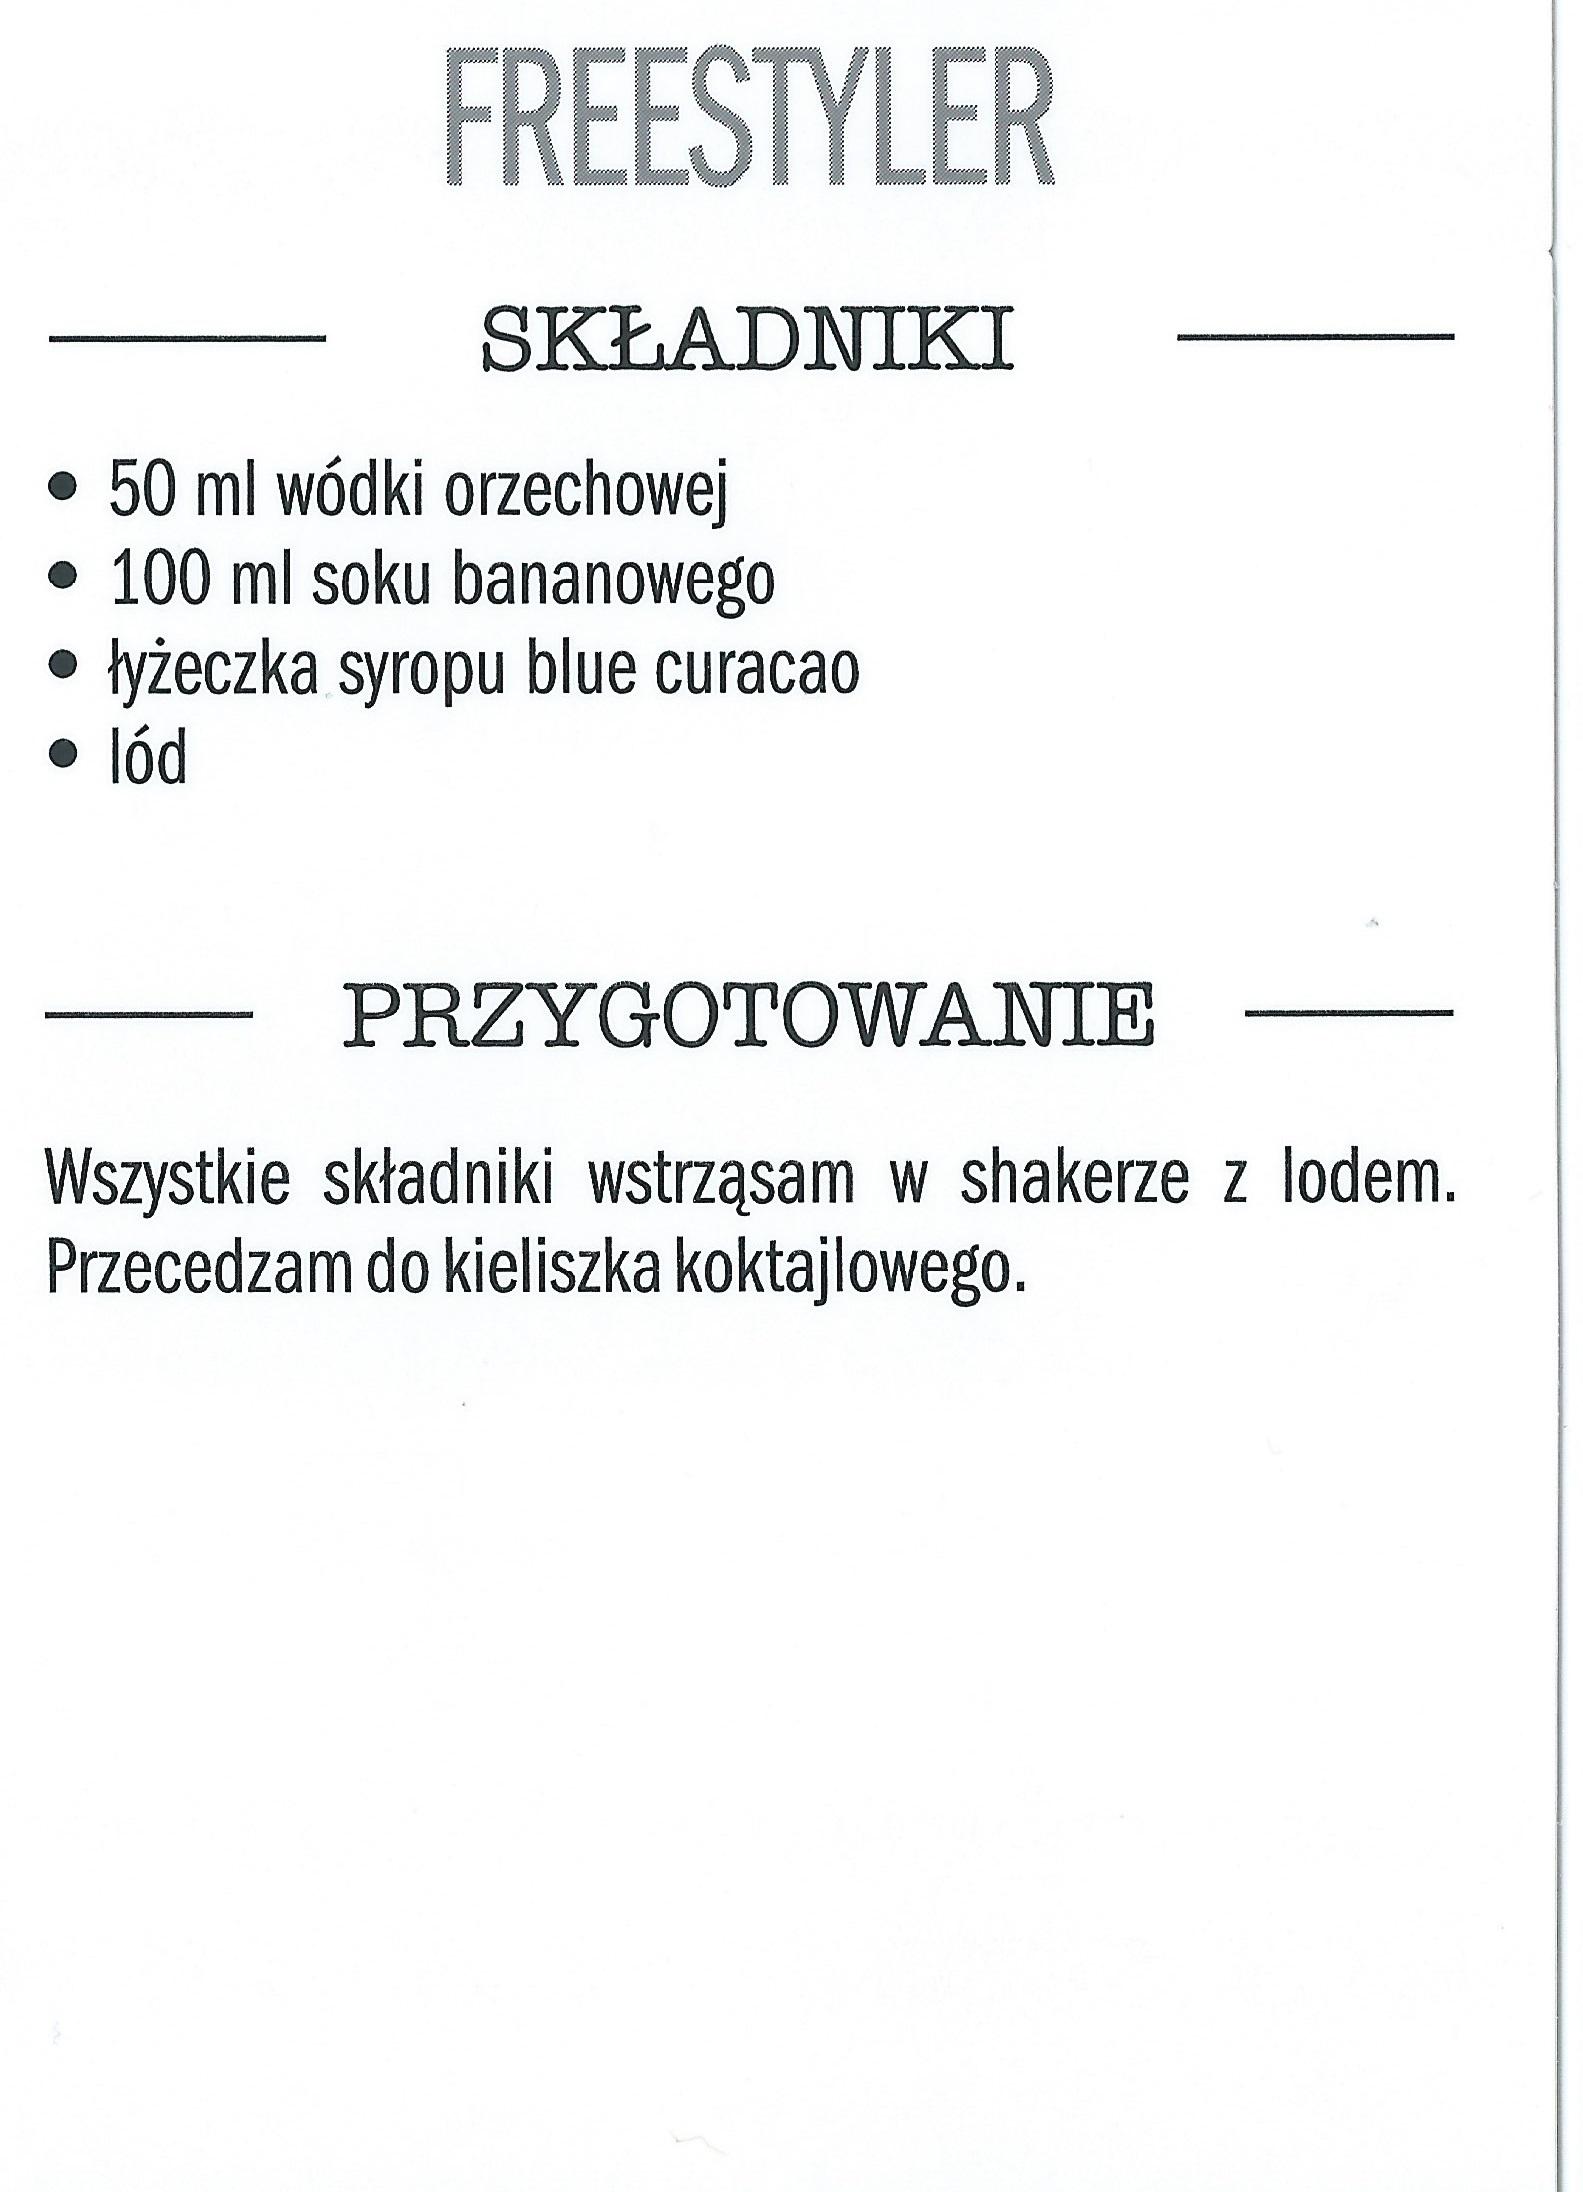 FREESTYLER
SKŁADNIKI
• 50 ml wódki orzechowej
• 100 ml soku bananowego
• łyżeczka syropu blue curacao
• lód
PRZYGOTOWANIE
Wszystkie składniki wstrząsam w shakerze z lodem.
Przecedzam do kieliszka koktajlowego.